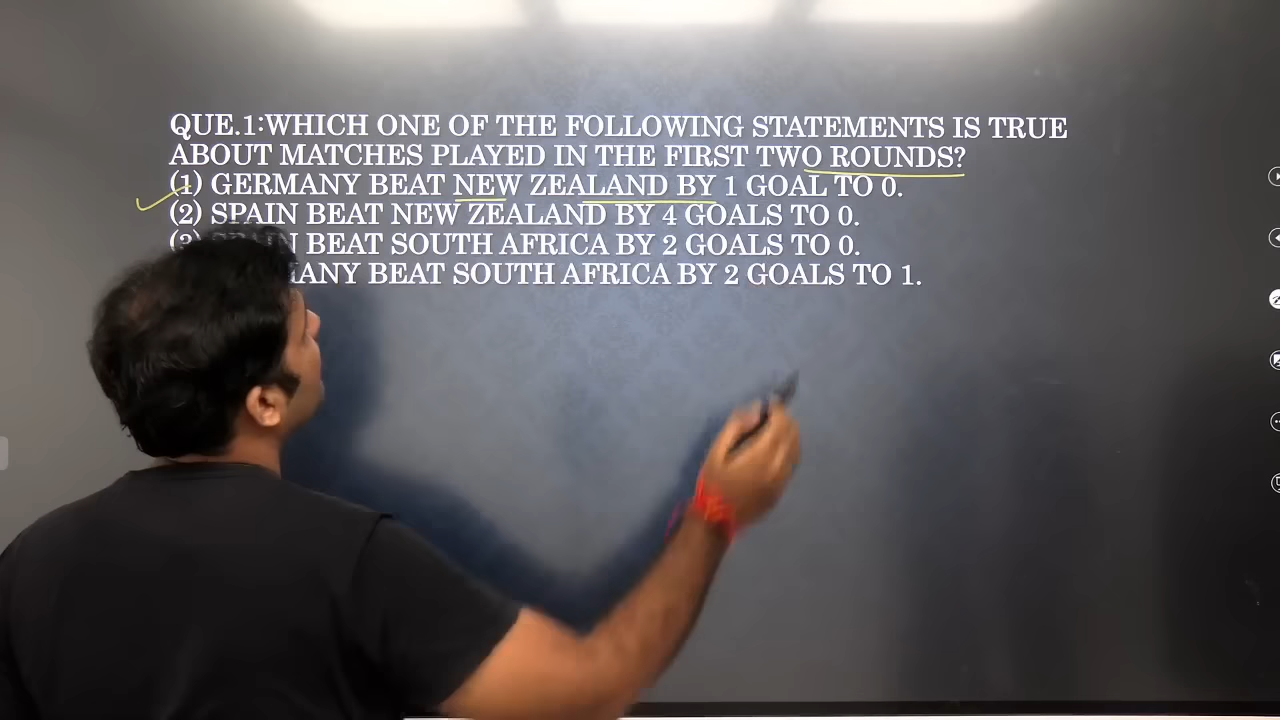 QUE.1:WHICH ONE OF THE FOLLOWING STATEMENTS IS TRUE
ABOUT MATCHES PLAYED IN THE FIRST TWO ROUNDS?
(1) GERMANY BEAT NEW ZEALAND BY 1 GOAL TO 0.
(2) SPAIN BEAT NEW ZEALAND BY 4 GOALS TO 0.
(3) SPAIN BEAT SOUTH AFRICA BY 2 GOALS TO 0.
BEAT SOUTH AFRICA BY 2 GOALS TO 1.